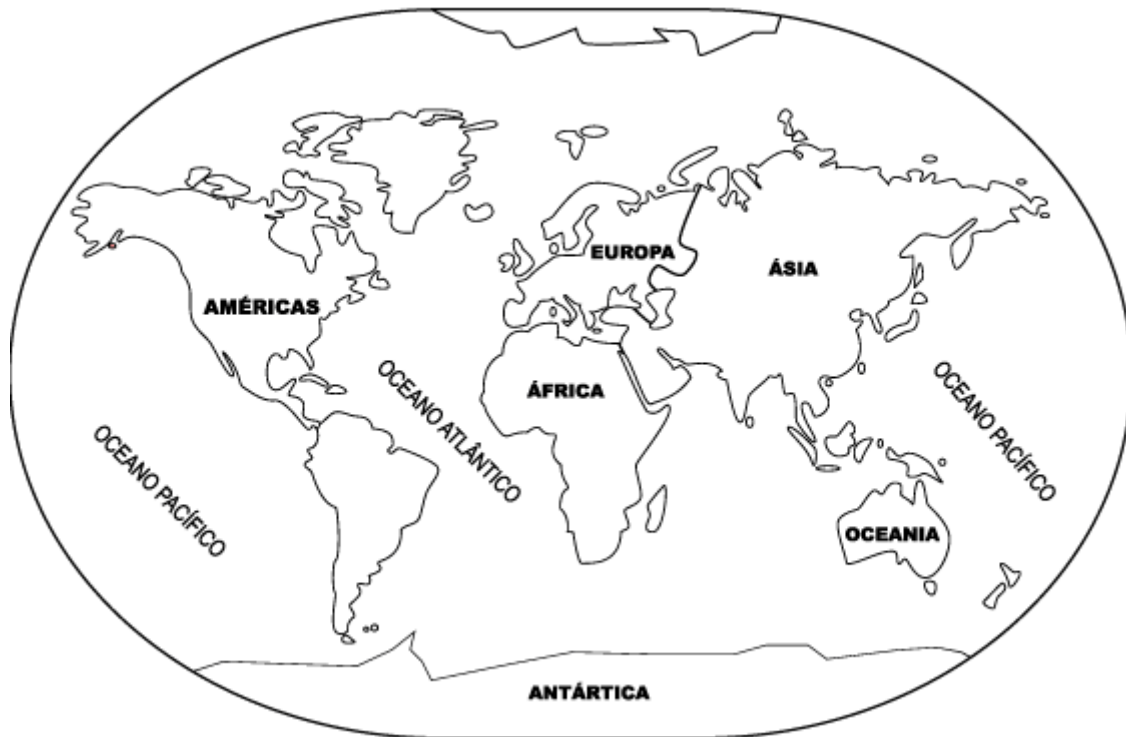 EUROPA
ÁSIA
AMÉRICAS
ÁFRICA
OCEANO ATLÂNTICO
OCEANO PACÍFICO
OCEANO PACÍFICO
OCEANIA
ANTÁRTICA